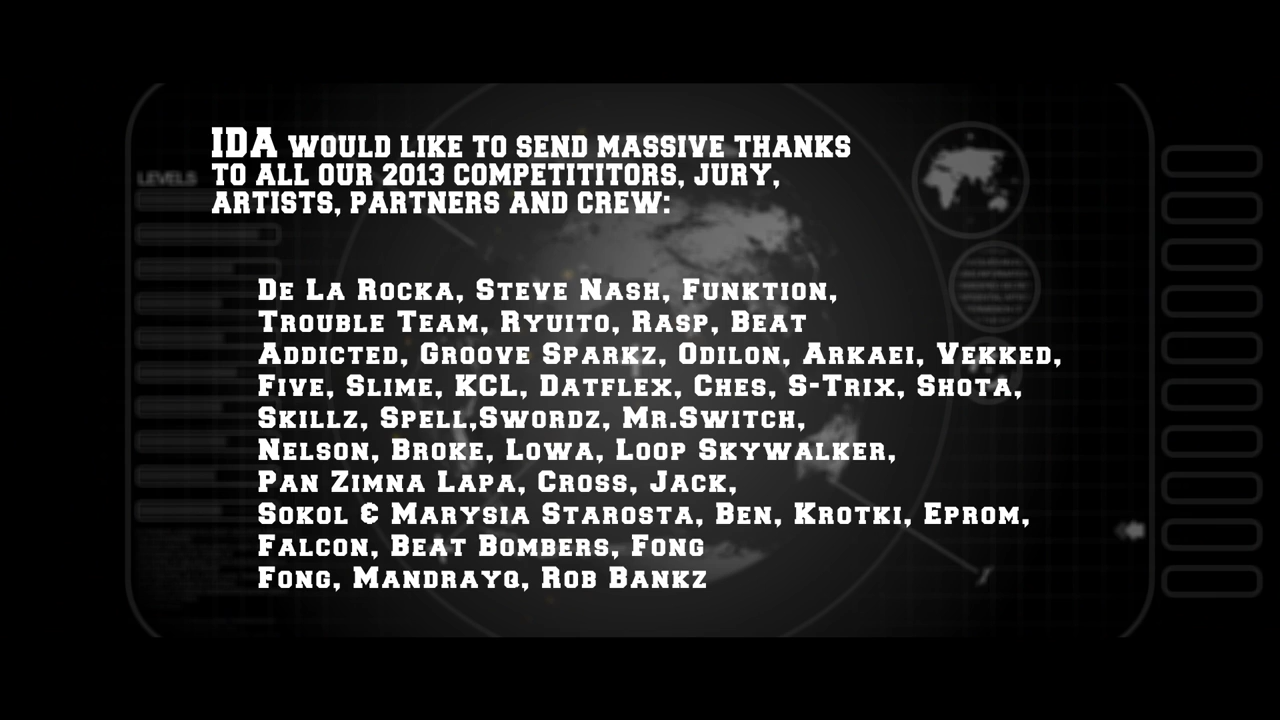 IDA WOULD LIKE TO SEND MASSIVE THANKS
TO ALL OUR 2013 COMPETITITORS, JURY,
ARTISTS, PARTNERS AND CREW:
LEVELS
DE LA ROCKA, STEVE NASH, FUNKTION,
TROUBLE TEAM, RYUITO, RASP, BEAT
ADDICTED, GROOVE SPARKZ, ODILON, ARKAEI, VEKKED,
FIVE, SLIME, KCL, DATFLEX, CHES, S-TRIX, SHOTA,
SKILLZ, SPELL,SWORDZ, MR.SWITCH,
NELSON, BROKE, LOWA, LOOP SKYWALKER,
PAN ZIMNA LAPA, CROSS, JACK,
SOKOL & MARYSIA STAROSTA, BEN, KROTKI, EPROM,
FALCON, BEAT BOMBERS, FONG
FONG, MANDRAYQ, ROB BANKZ